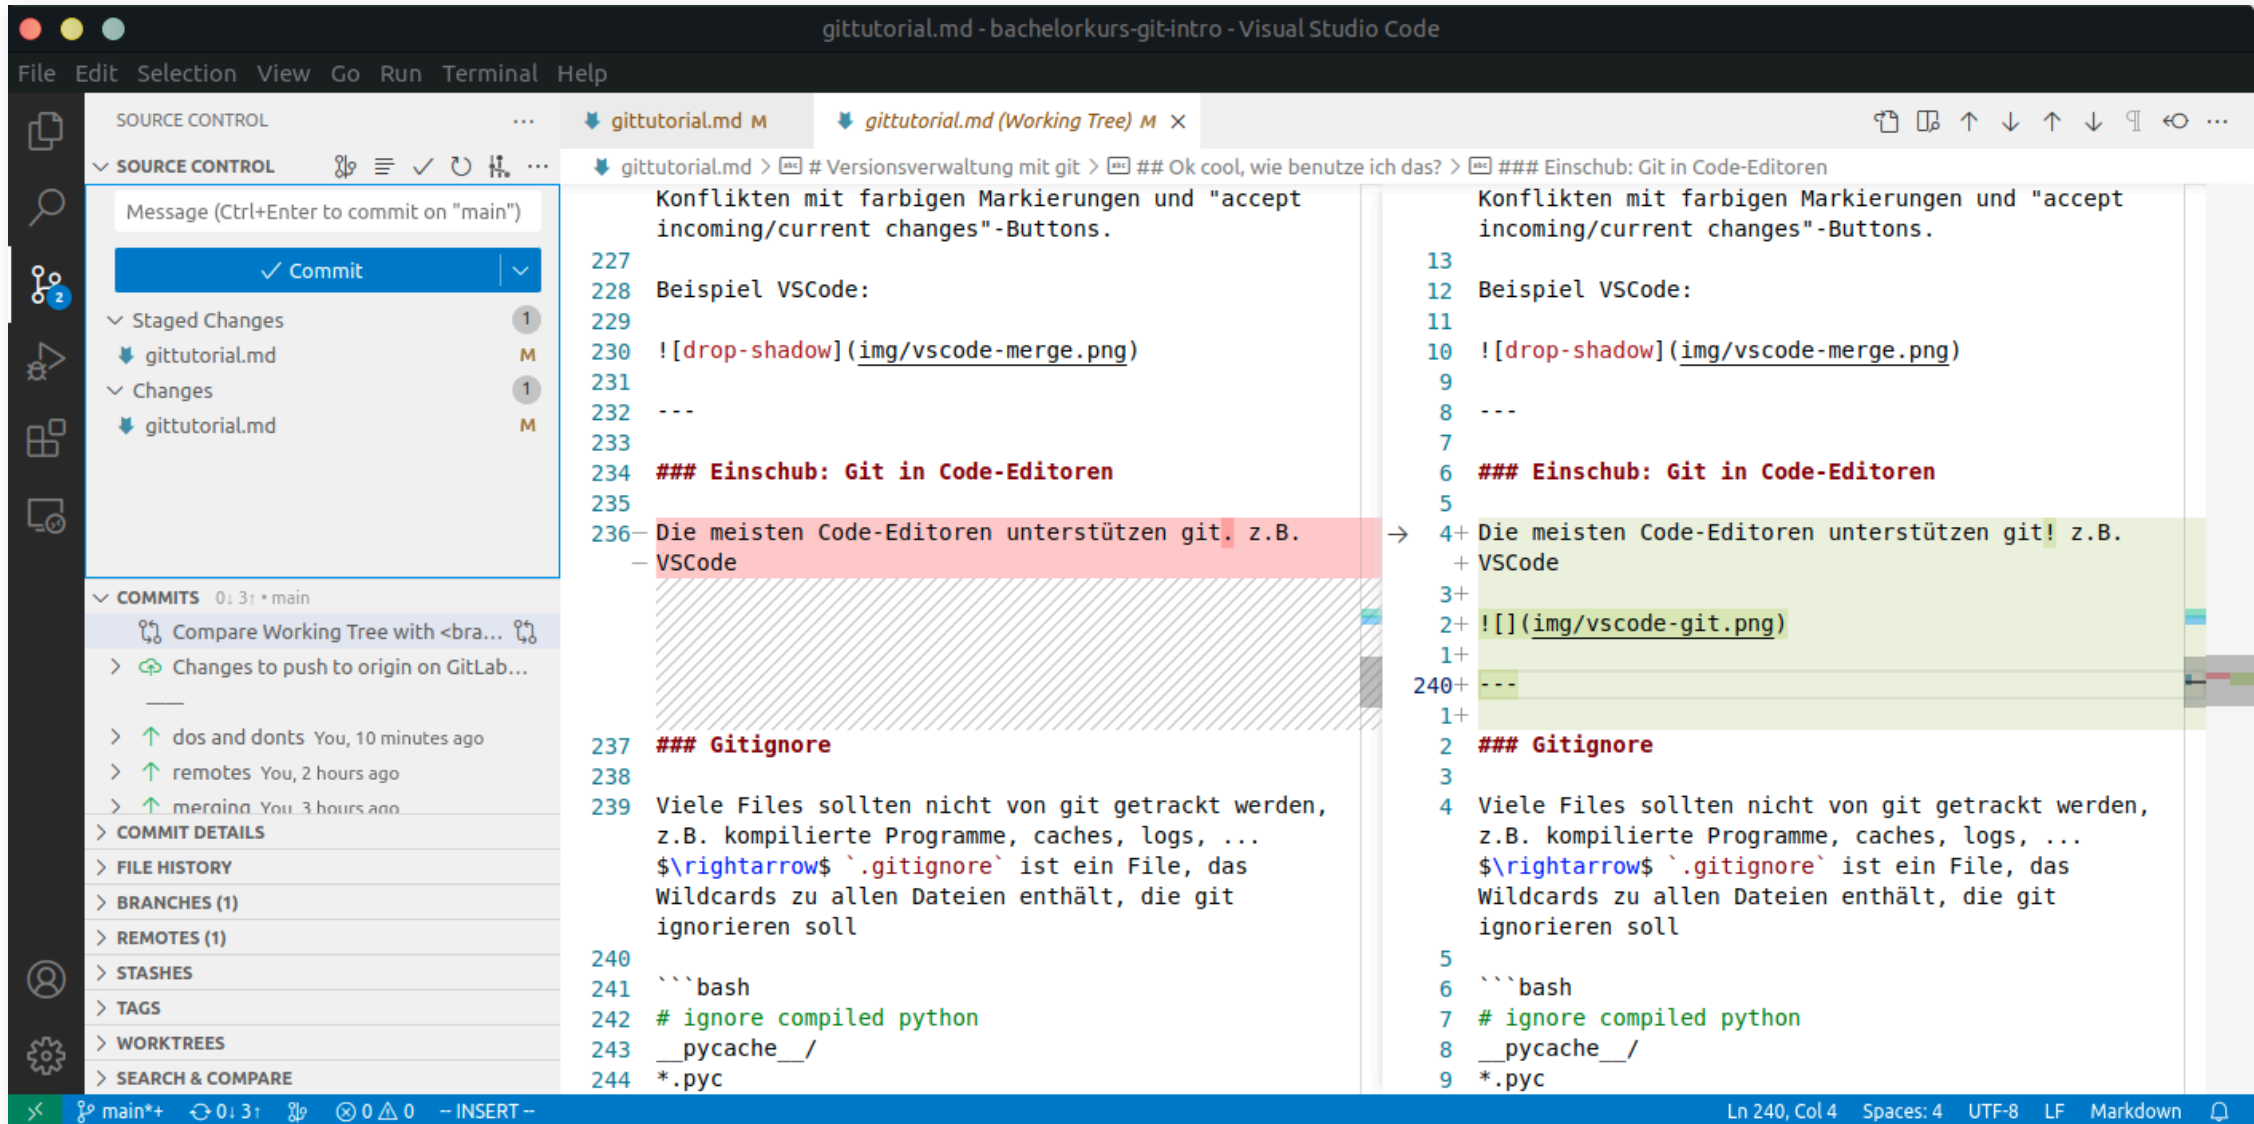 gittutorial.md - bachelorkurs-git-intro - Visual Studio Code
File Edit Selection View Go Run Terminal Help
SOURCE CONTROL
SOURCE CONTROL
Message (Ctrl+Enter to commit on "main")
Commit
2
Staged Changes 1
gittutorial.md M
Changes 1
gittutorial.md M
COMMITS 0↓ 3↑ • main
Compare Working Tree with <bra...
Changes to push to origin on GitLab...
dos and donts You, 10 minutes ago
remotes You, 2 hours ago
merging You, 3 hours ago
COMMIT DETAILS
FILE HISTORY
BRANCHES (1)
REMOTES (1)
STASHES
TAGS
WORKTREES
SEARCH & COMPARE
gittutorial.md M
gittutorial.md (Working Tree) M
gittutorial.md > # Versionsverwaltung mit git > ## Ok cool, wie benutze ich das? > ### Einschub: Git in Code-Editoren
Konflikten mit farbigen Markierungen und "accept
incoming/current changes"-Buttons.
227
228 Beispiel VSCode:
229
230 ![drop-shadow](img/vscode-merge.png)
231
232 ---
233
234 ### Einschub: Git in Code-Editoren
235
236— Die meisten Code-Editoren unterstützen git. z.B.
— VSCode
237 ### Gitignore
238
239 Viele Files sollten nicht von git getrackt werden,
z.B. kompilierte Programme, caches, logs, ...
$\rightarrow$ `.gitignore` ist ein File, das
Wildcards zu allen Dateien enthält, die git
ignorieren soll
240
241 ```bash
242 # ignore compiled python
243 __pycache__/
244 *.pyc
Konflikten mit farbigen Markierungen und "accept
incoming/current changes"-Buttons.
13
12 Beispiel VSCode:
11
10 ![drop-shadow](img/vscode-merge.png)
9
8 ---
7
6 ### Einschub: Git in Code-Editoren
5
4+ Die meisten Code-Editoren unterstützen git! z.B.
+ VSCode
3+
2+ ![](img/vscode-git.png)
1+
240+ ---
1+
2 ### Gitignore
3
4 Viele Files sollten nicht von git getrackt werden,
z.B. kompilierte Programme, caches, logs, ...
$\rightarrow$ `.gitignore` ist ein File, das
Wildcards zu allen Dateien enthält, die git
ignorieren soll
5
6 ```bash
7 # ignore compiled python
8 __pycache__/
9 *.pyc
main*+ 0↓ 3↑ 0 0 -- INSERT --
Ln 240, Col 4 Spaces: 4 UTF-8 LF Markdown